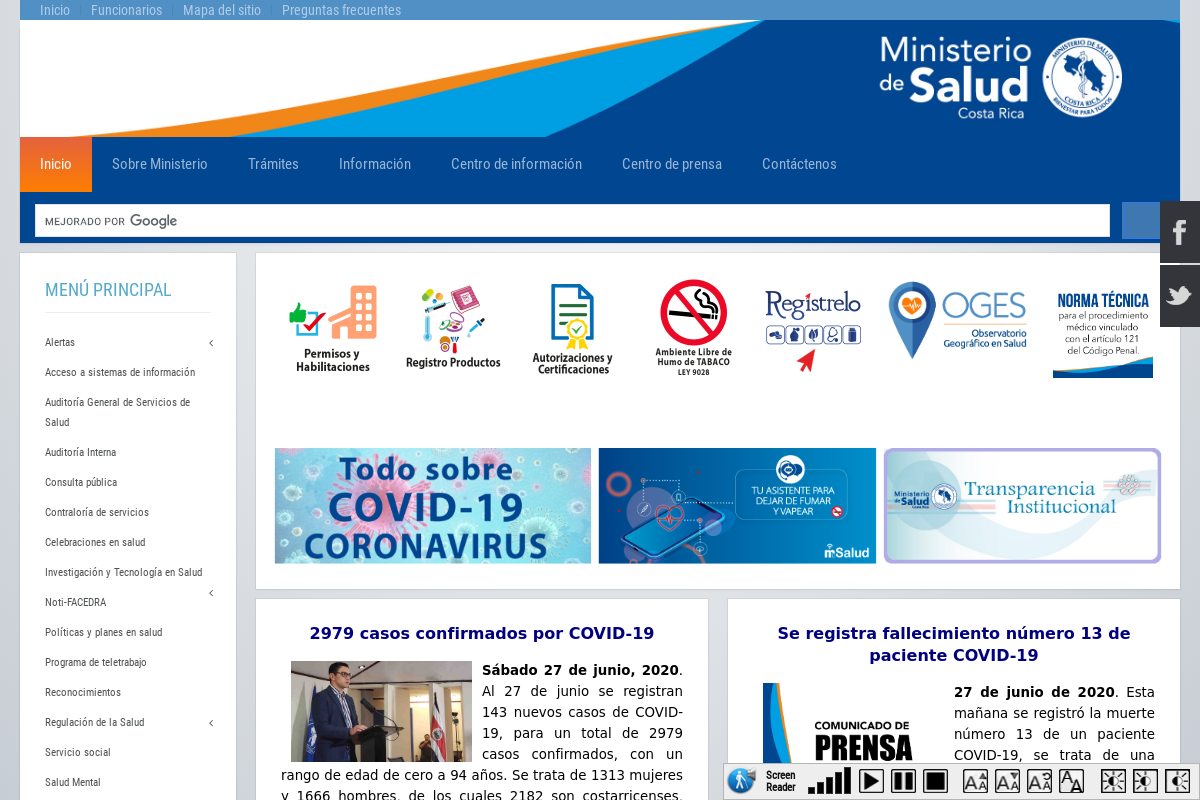 Inicio
Funcionarios
Mapa del sitio
Preguntas frecuentes
Ministerio
de Salud
Costa Rica
MINISTERIO DE SALUD
COSTA RICA
BIENESTAR PARA TODOS
Inicio
Sobre Ministerio
Trámites
Información
Centro de información
Centro de prensa
Contáctenos
MEJORADO POR Google
MENÚ PRINCIPAL
Alertas
Acceso a sistemas de información
Auditoría General de Servicios de
Salud
Auditoría Interna
Consulta pública
Contraloría de servicios
Celebraciones en salud
Investigación y Tecnología en Salud
Noti-FACEDRA
Políticas y planes en salud
Programa de teletrabajo
Reconocimientos
Regulación de la Salud
Servicio social
Salud Mental
Permisos y
Habilitaciones
Registro Productos
Autorizaciones y
Certificaciones
Ambiente Libre de
Humo de TABACO
LEY 9028
Regístrelo
OGES
Observatorio
Geográfico en Salud
NORMA TÉCNICA
para el procedimiento
médico vinculado
con el artículo 121
del Código Penal.
Todo sobre
COVID-19
CORONAVIRUS
TU ASISTENTE PARA
DEJAR DE FUMAR
Y VAPEAR
mSalud
Ministerio
de Salud
Costa Rica
Transparencia
Institucional
2979 casos confirmados por COVID-19
Sábado 27 de junio, 2020.
Al 27 de junio se registran
143 nuevos casos de COVID-
19, para un total de 2979
casos confirmados, con un
rango de edad de cero a 94 años. Se trata de 1313 mujeres
y 1666 hombres, de los cuales 2182 son costarricenses,
Se registra fallecimiento número 13 de
paciente COVID-19
COMUNICADO DE
PRENSA
27 de junio de 2020. Esta
mañana se registró la muerte
número 13 de un paciente
COVID-19, se trata de una
Screen
Reader